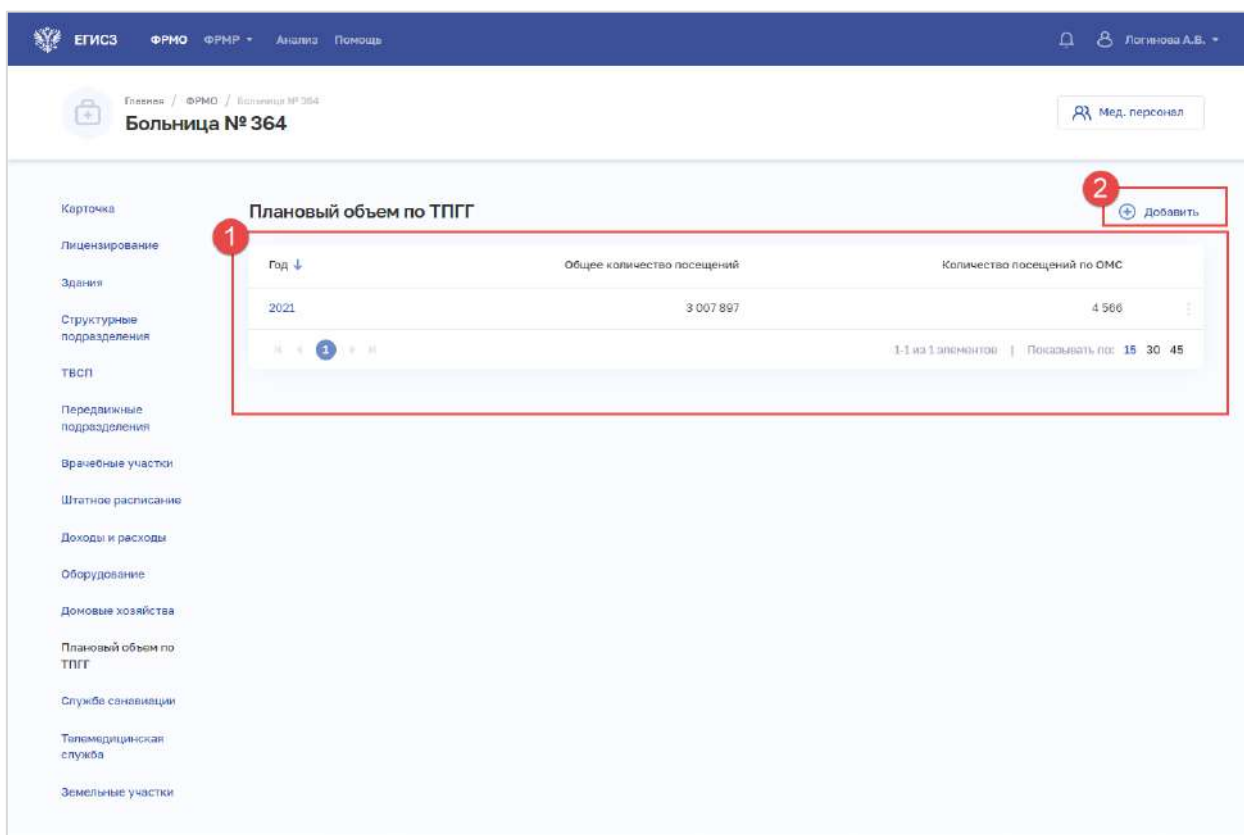 ЕГИСЗ ФРМО ФРМР Анализ Помощь Логинова А.В.
Главная / ФРМО / Больница № 364
Больница № 364
Мед. персонал
Плановый объем по ТПГГ
2
Добавить
1
Год Общее количество посещений Количество посещений по ОМС
2021 3 007 897 4 566
1 1-1 из 1 элементов | Показывать по: 15 30 45
Карточка
Лицензирование
Здания
Структурные
подразделения
ТВСП
Передвижные
подразделения
Врачебные участки
Штатное расписание
Доходы и расходы
Оборудование
Домовые хозяйства
Плановый объем по
ТПГГ
Служба санавиации
Телемедицинская
служба
Земельные участки